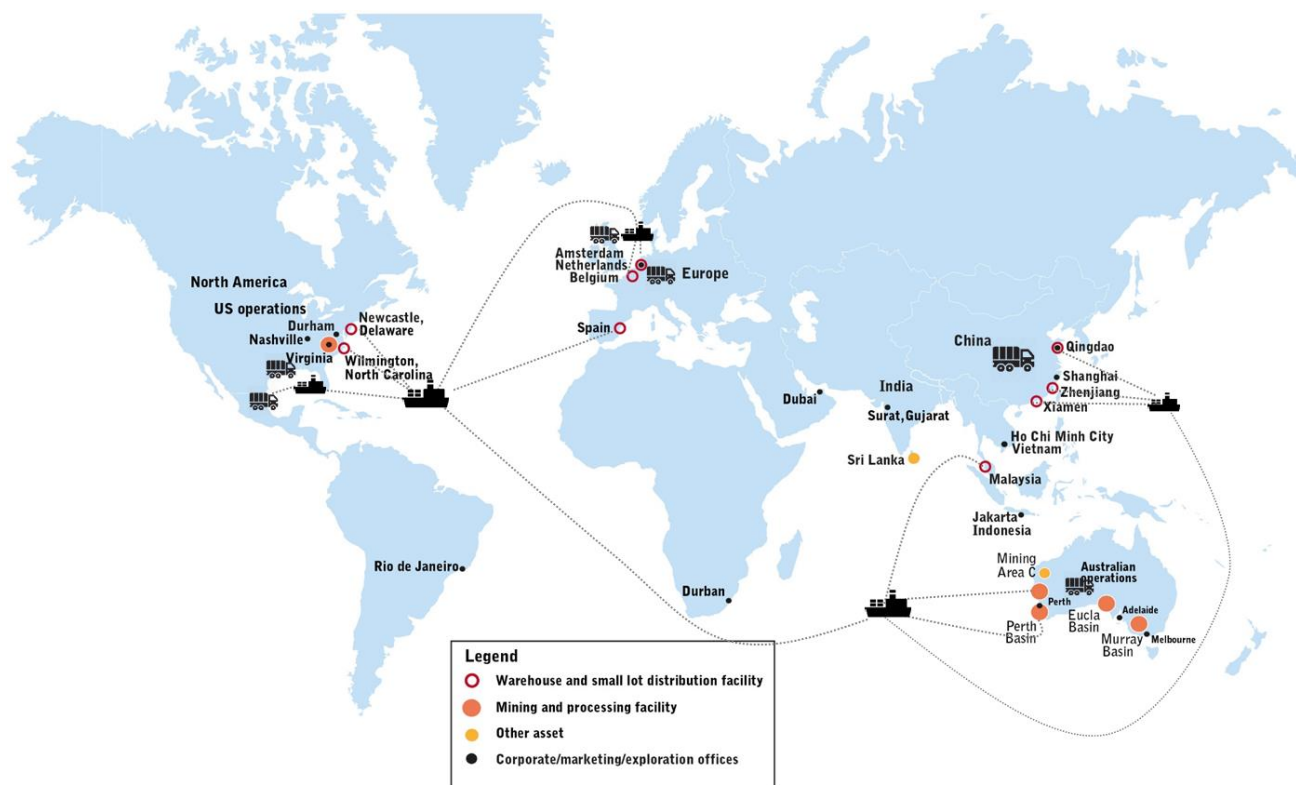 North America
US operations
Durham
Nashville
Virginia
Newcastle,
Delaware
Wilmington,
North Carolina
Amsterdam
Netherlands
Belgium
Europe
Spain
China
Qingdao
Shanghai
Zhenjiang
Xiamen
Dubai
India
Surat,Gujarat
Sri Lanka
Ho Chi Minh City
Vietnam
Malaysia
Jakarta
Indonesia
Rio de Janeiro
Durban
Mining
Area C
Australian
operations
Perth
Perth
Basin
Eucla
Basin
Adelaide
Murray
Basin
Melbourne
Legend
Warehouse and small lot distribution facility
Mining and processing facility
Other asset
Corporate/marketing/exploration offices